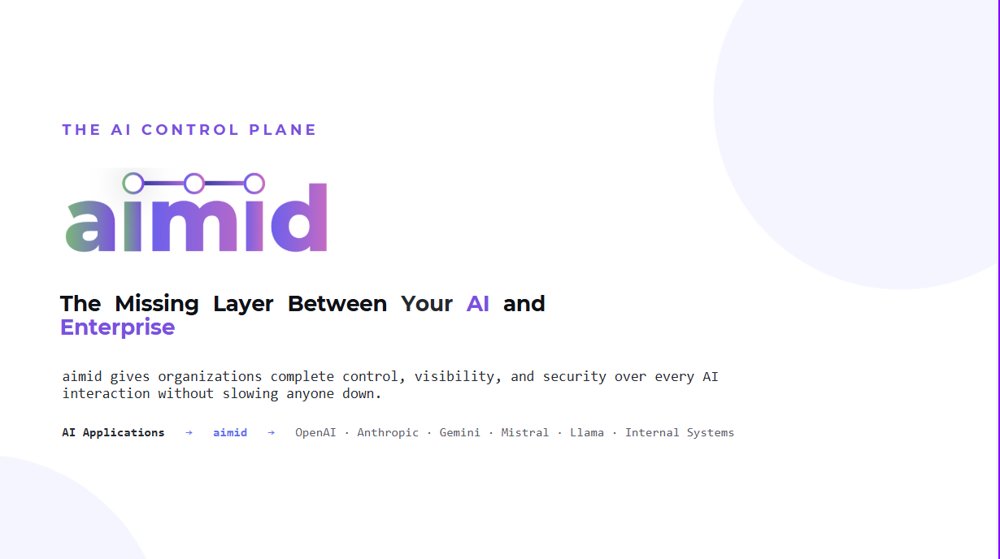 THE AI CONTROL PLANE
aimid
The Missing Layer Between Your AI and
Enterprise
aimid gives organizations complete control, visibility, and security over every AI
interaction without slowing anyone down.
AI Applications → aimid → OpenAI · Anthropic · Gemini · Mistral · Llama · Internal Systems